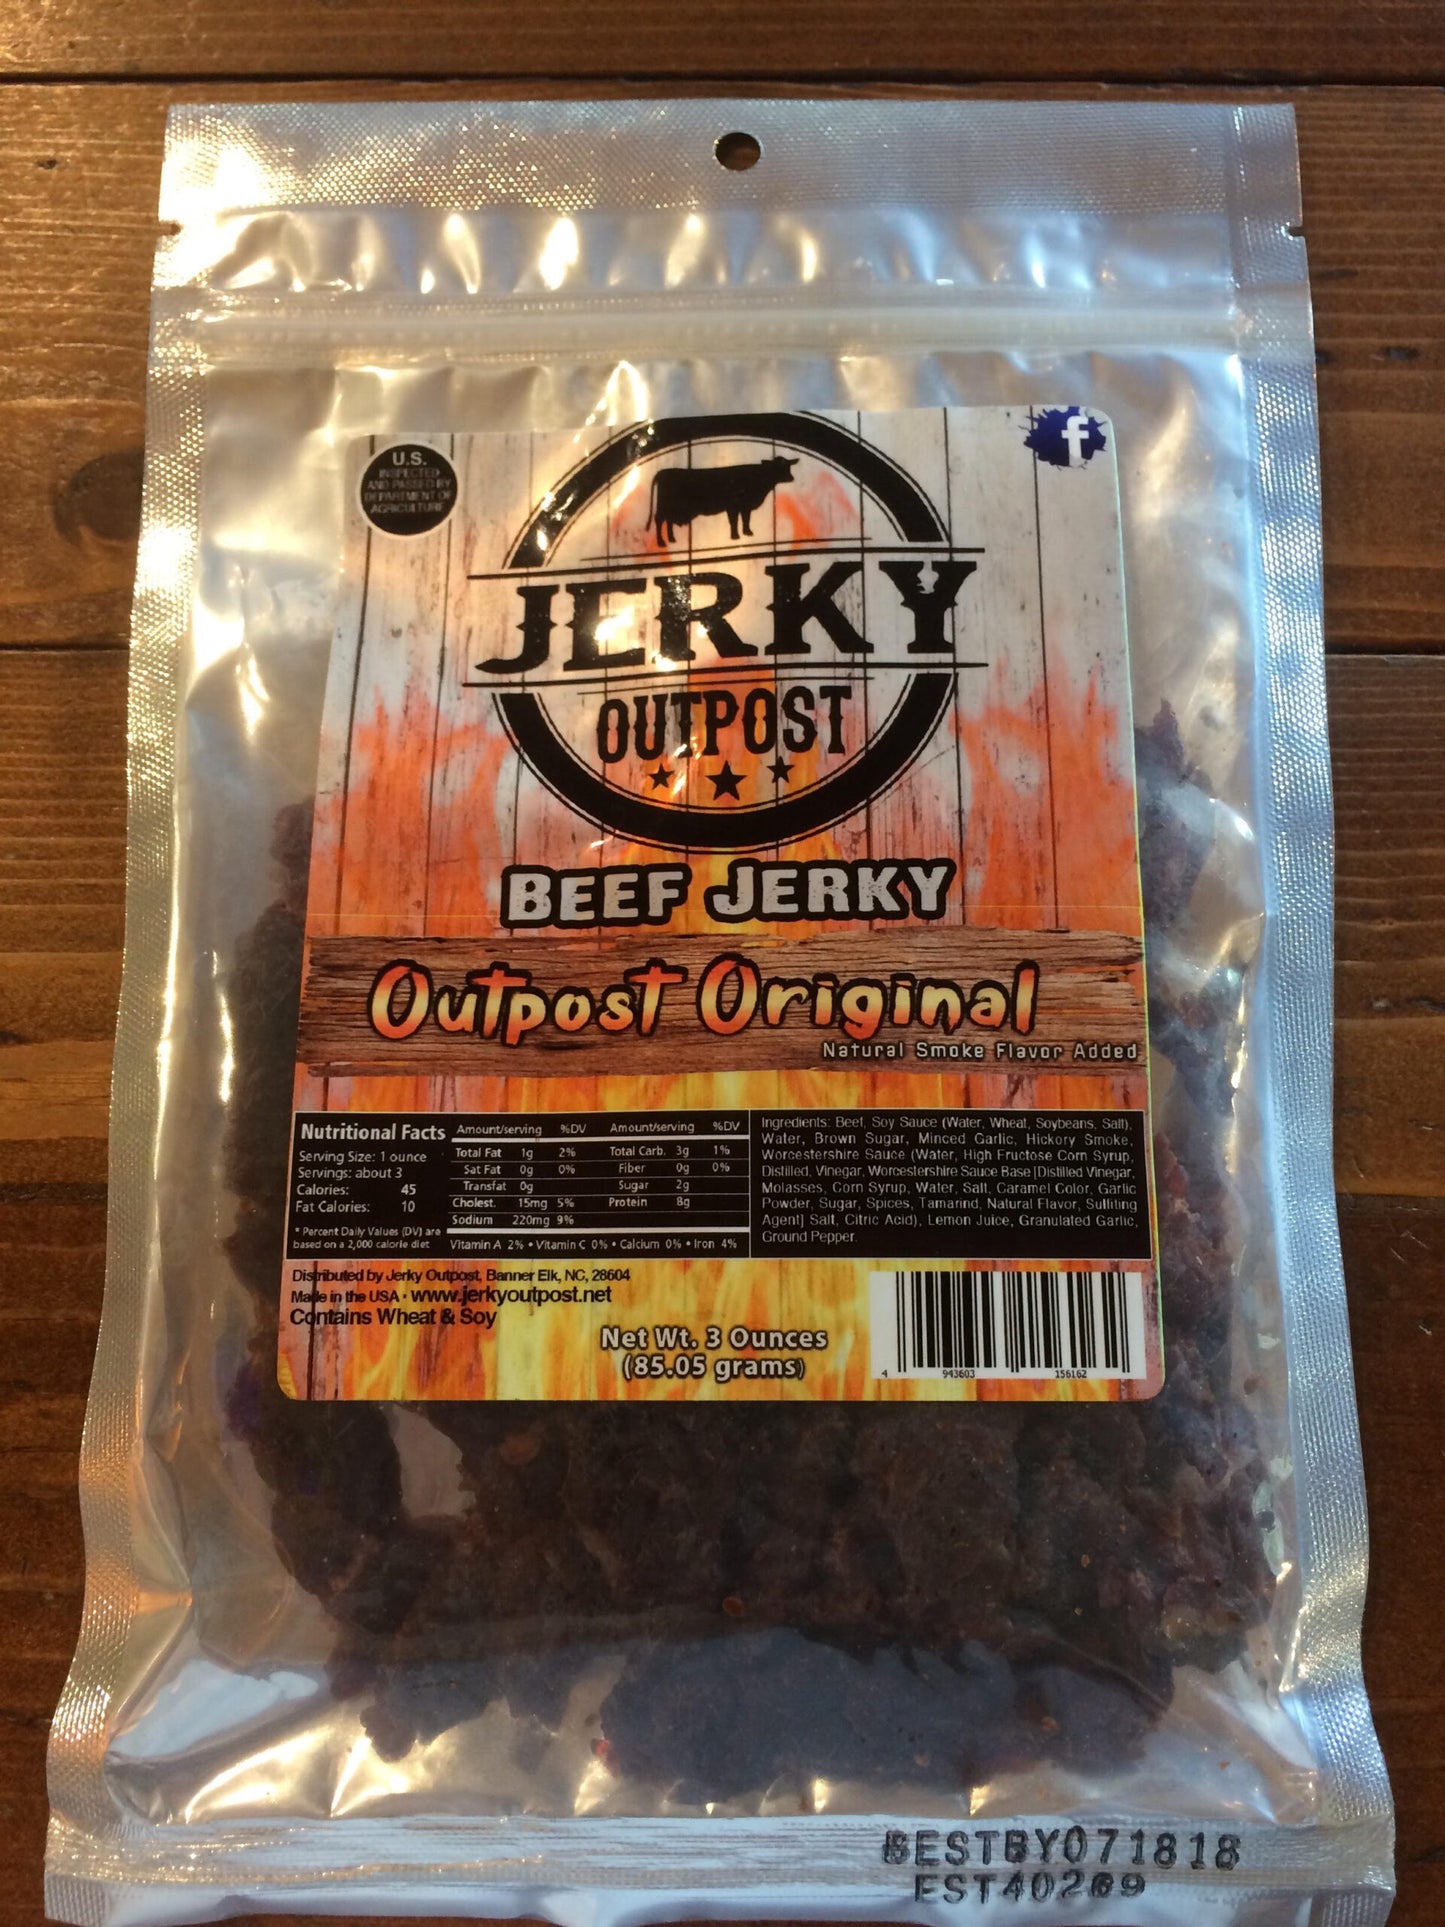 U.S.
INSPECTED
AND PASSED BY
DEPARTMENT OF
AGRICULTURE
f
JERKY
OUTPOST
BEEF JERKY
Outpost Original
Natural Smoke Flavor Added
Nutritional Facts
Serving Size: 1 ounce
Servings: about 3
Calories: 45
Fat Calories: 10
* Percent Daily Values (DV) are
based on a 2,000 calorie diet
Amount/serving %DV Amount/serving %DV
Total Fat 1g 2% Total Carb. 3g 1%
Sat Fat 0g 0% Fiber 0g 0%
Transfat 0g Sugar 2g
Cholest. 15mg 5% Protein 8g
Sodium 220mg 9%
Vitamin A 2% • Vitamin C 0% • Calcium 0% • Iron 4%
Ingredients: Beef, Soy Sauce (Water, Wheat, Soybeans, Salt),
Water, Brown Sugar, Minced Garlic, Hickory Smoke,
Worcestershire Sauce (Water, High Fructose Corn Syrup,
Distilled, Vinegar, Worcestershire Sauce Base [Distilled Vinegar,
Molasses, Corn Syrup, Water, Salt, Caramel Color, Garlic
Powder, Sugar, Spices, Tamarind, Natural Flavor, Sulfiting
Agent] Salt, Citric Acid), Lemon Juice, Granulated Garlic,
Ground Pepper.
Distributed by Jerky Outpost, Banner Elk, NC, 28604
Made in the USA • www.jerkyoutpost.net
Contains Wheat & Soy
Net Wt. 3 Ounces
(85.05 grams)
4 943603 156162
BESTBY071818
EST40269